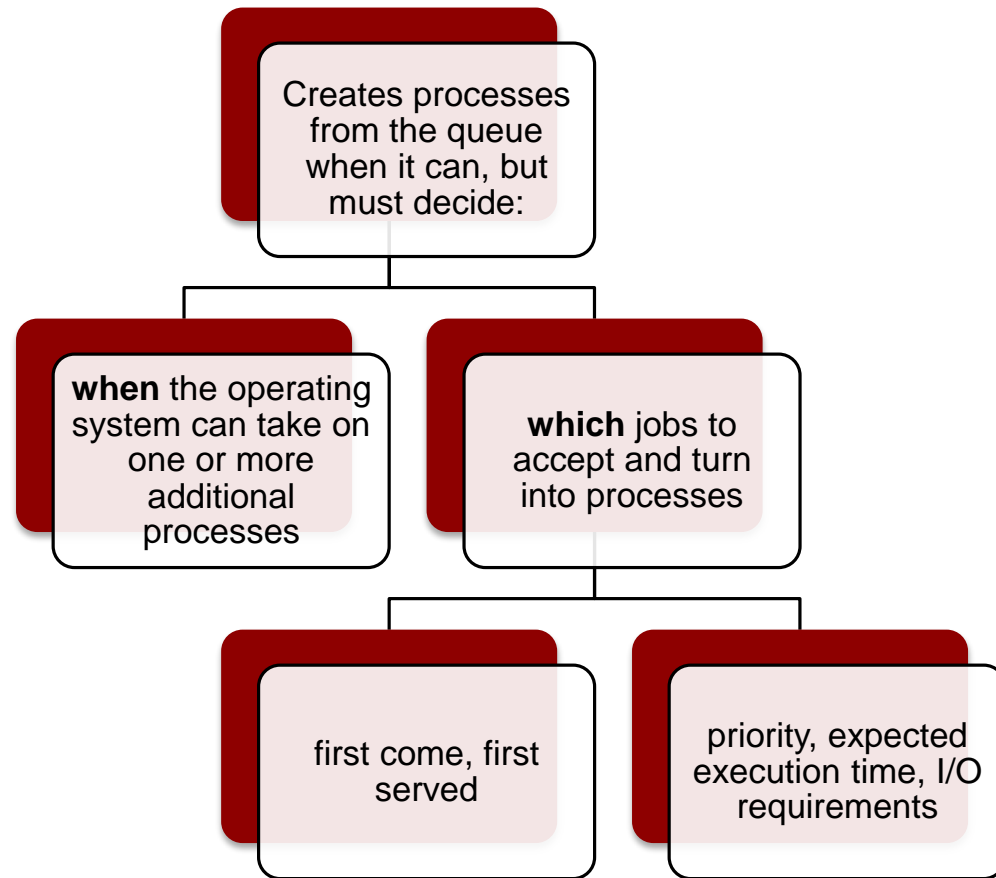 Creates processes
from the queue
when it can, but
must decide:
when the operating
system can take on
one or more
additional
processes
which jobs to
accept and turn
into processes
first come, first
served
priority, expected
execution time, I/O
requirements